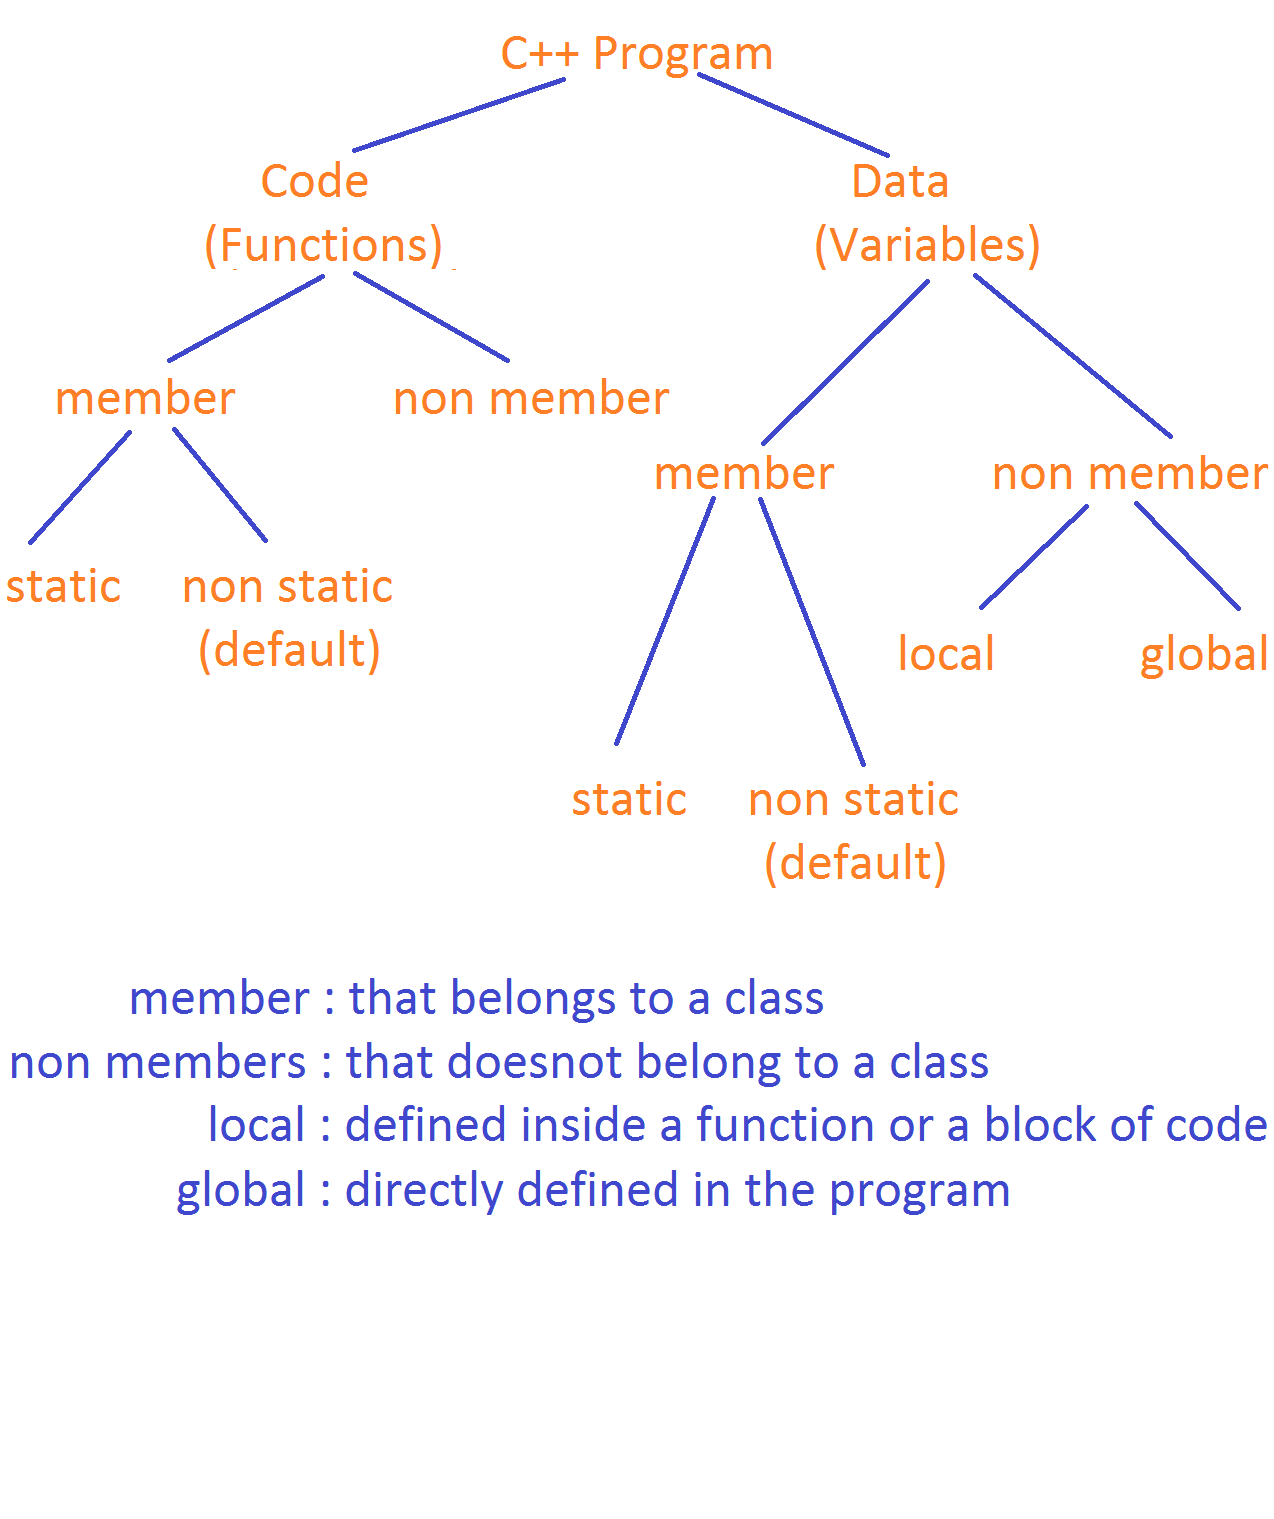 C++ Program
Code
(Functions)
Data
(Variables)
member
non member
member
non member
static
non static
(default)
local
global
static
non static
(default)
member : that belongs to a class
non members : that doesnot belong to a class
local : defined inside a function or a block of code
global : directly defined in the program